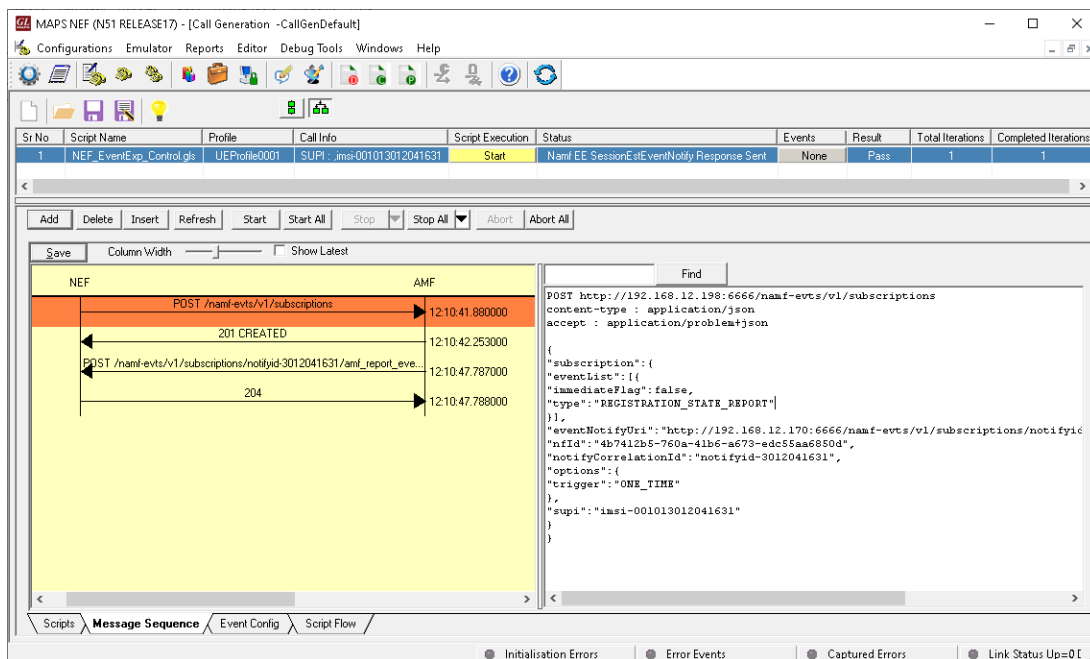 MAPS NEF (N51 RELEASE17) - [Call Generation -CallGenDefault]
Configurations Emulator Reports Editor Debug Tools Windows Help
Sr No Script Name Profile Call Info Script Execution Status Events Result Total Iterations Completed Iterations
1 NEF_EventExp_Control.gls UEProfile0001 SUPI : ,imsi-001013012041631 Start Namf EE SessionEstEventNotify Response Sent None Pass 1 1
Add Delete Insert Refresh Start Start All Stop Stop All Abort Abort All
Save Column Width Show Latest
Find
NEF AMF
POST /namf-evts/v1/subscriptions
12:10:41.880000
201 CREATED
12:10:42.253000
POST /namf-evts/v1/subscriptions/notifyid-3012041631/amf_report_eve...
12:10:47.787000
204
12:10:47.788000
POST http://192.168.12.198:6666/namf-evts/v1/subscriptions
content-type : application/json
accept : application/problem+json
{
"subscription":{
"eventList":[{
"immediateFlag":false,
"type":"REGISTRATION_STATE_REPORT"
}],
"eventNotifyUri":"http://192.168.12.170:6666/namf-evts/v1/subscriptions/notifyid
"nfId":"4b7412b5-760a-41b6-a673-edc55aa6850d",
"notifyCorrelationId":"notifyid-3012041631",
"options":{
"trigger":"ONE_TIME"
},
"supi":"imsi-001013012041631"
}
}
Scripts Message Sequence Event Config Script Flow
Initialisation Errors Error Events Captured Errors Link Status Up=0